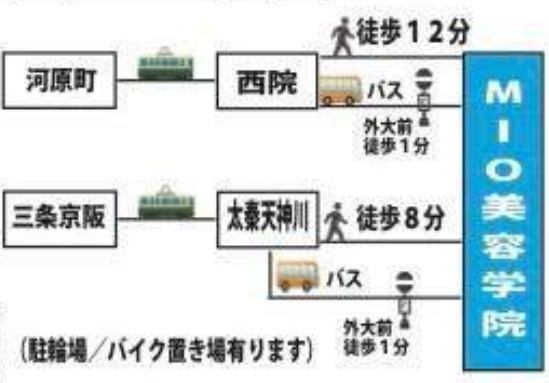 徒歩12分
河原町
西院
バス
外大前
徒歩1分
三条京阪
太秦天神川
徒歩8分
バス
外大前
徒歩1分
(駐輪場/バイク置き場有ります)
MIO美容学院